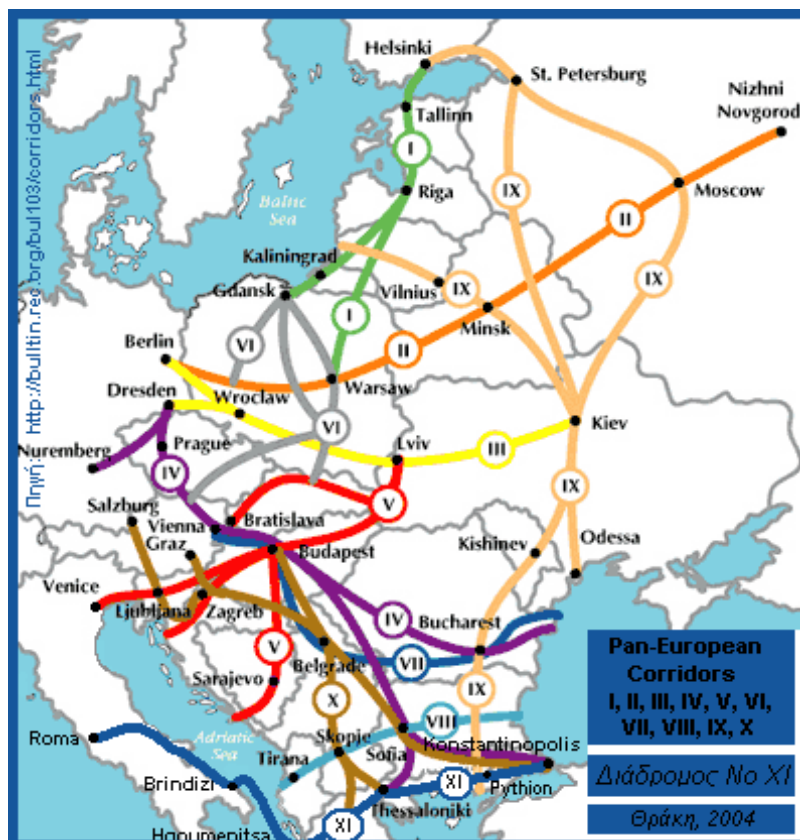 Πηγή: http://bulltin.rec.org/bul103/corridors.html
Helsinki
St. Petersburg
Nizhni
Novgorod
Tallinn
I
IX
Riga
Moscow
Baltic
Sea
II
Kaliningrad
Vilnius
IX
IX
Gdansk
Minsk
VI
I
II
Berlin
Warsaw
Dresden
Wroclaw
VI
Kiev
Lviv
III
Nuremberg
Prague
IV
IX
Salzburg
V
Vienna
Bratislava
Graz
Budapest
Kishinev
Odessa
Venice
Ljubljana
Zagreb
IV
Bucharest
V
Belgrade
VII
Sarajevo
IX
X
VIII
Roma
Adriatic
Sea
Skopje
Sofia
Konstantinopolis
Tirana
Brindizi
XI
Pythion
Thessaloniki
XI
Hgoumenitsa
Pan-European
Corridors
I, II, III, IV, V, VI,
VII, VIII, IX, X
Διάδρομος Νο XI
Θράκη, 2004